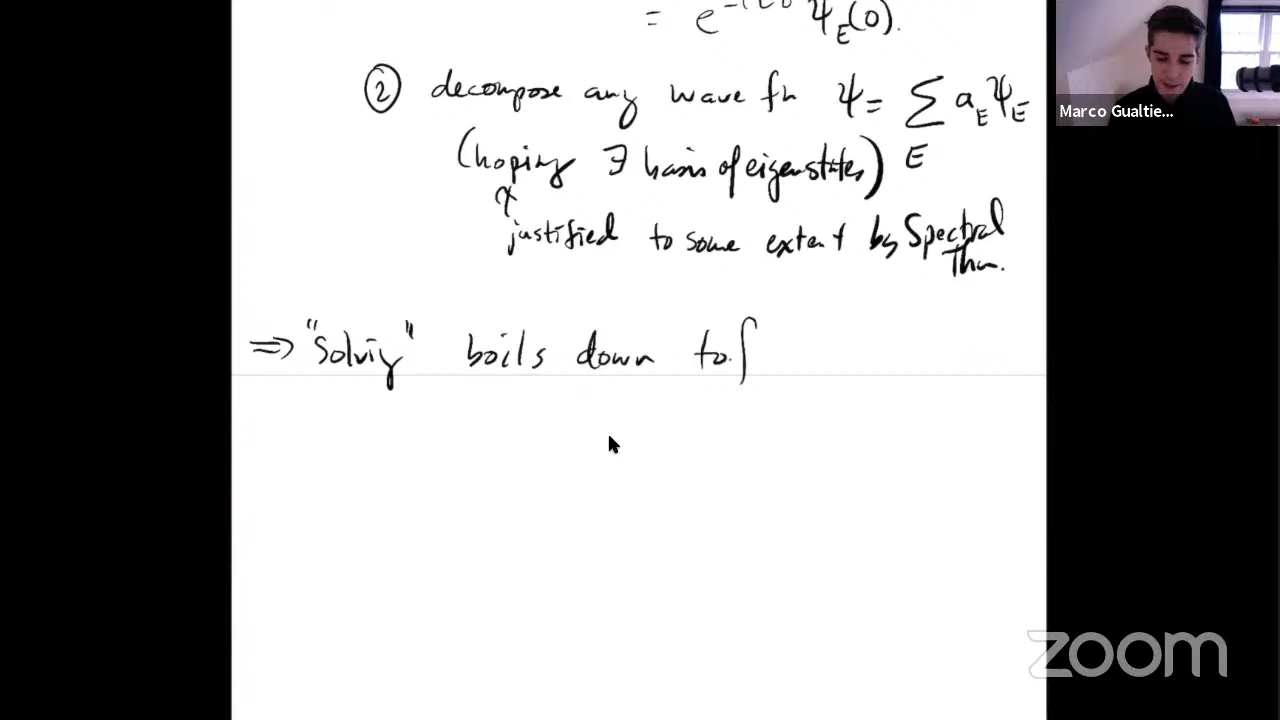 = e^{-iEt} Ψ_E(0).
② decompose any wave fn Ψ = ∑_E a_E Ψ_E
(hoping ∃ basis of eigenstates)
justified to some extent by Spectral
Thm.
⇒ "Solving" boils down to
Marco Gualtie...
zoom